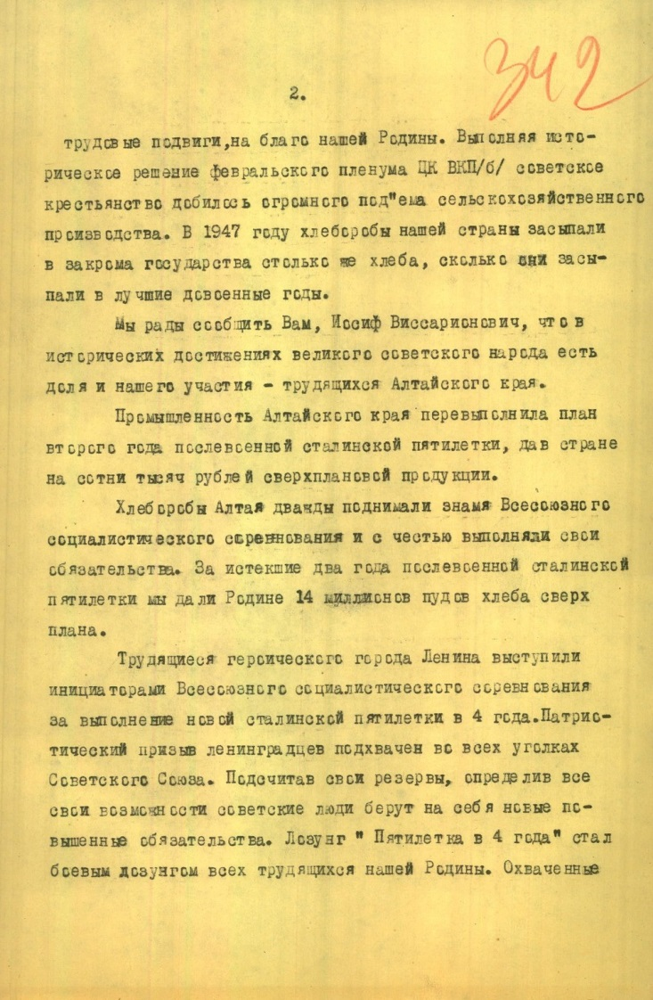 342
2.
трудовые подвиги,на благо нашей Родины. Выполняя исто-
рическое решение февральского пленума ЦК ВКП/б/ советское
крестьянство добилось огромного под"ема сельскохозяйственного
производства. В 1947 году хлеборобы нашей страны засыпали
в закрома государства столько же хлеба, сколько они засы-
пали в лучшие довоенные годы.
Мы рады сообщить Вам, Иосиф Виссарионович, что в
исторических достижениях великого советского народа есть
доля и нашего участия - трудящихся Алтайского края.
Промышленность Алтайского края перевыполнила план
второго года послевоенной сталинской пятилетки, дав стране
на сотни тысяч рублей сверхплановой продукции.
Хлеборобы Алтая дважды поднимали знамя Всесоюзного
социалистического соревнования и с честью выполняли свои
обязательства. За истекшие два года послевоенной сталинской
пятилетки мы дали Родине 14 миллионов пудов хлеба сверх
плана.
Трудящиеся героического города Ленина выступили
инициаторами Всесоюзного социалистического соревнования
за выполнение новой сталинской пятилетки в 4 года.Патрио-
тический призыв ленинградцев подхвачен во всех уголках
Советского Союза. Подсчитав свои резервы, определив все
свои возможности советские люди берут на себя новые по-
вышенные обязательства. Лозунг " Пятилетка в 4 года" стал
боевым лозунгом всех трудящихся нашей Родины. Охваченные